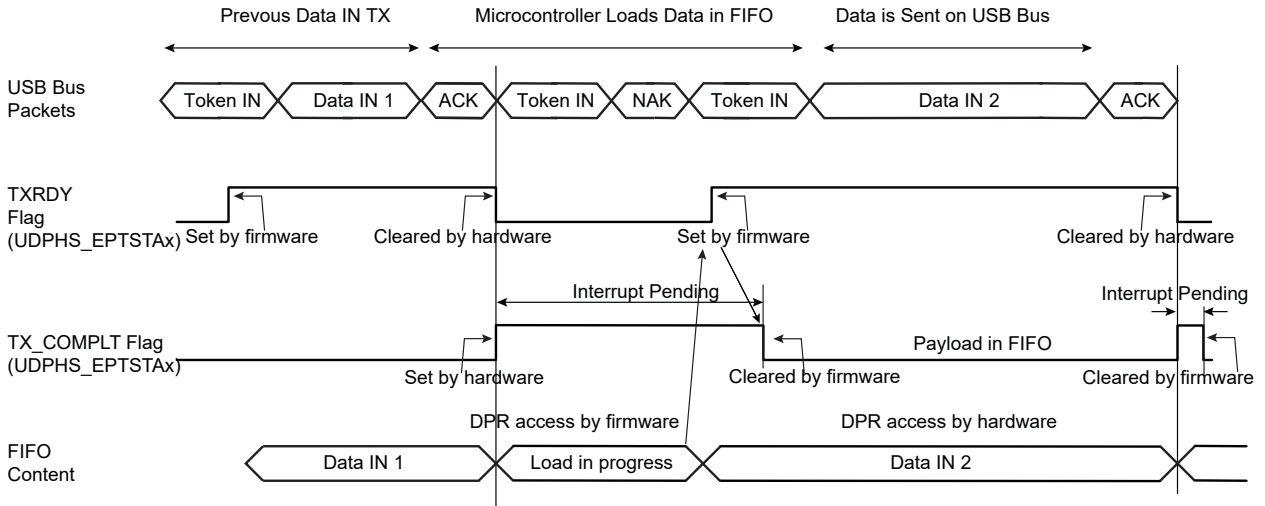 Prevous Data IN TX
Microcontroller Loads Data in FIFO
Data is Sent on USB Bus
USB Bus
Packets
Token IN
Data IN 1
ACK
Token IN
NAK
Token IN
Data IN 2
ACK
TXRDY
Flag
(UDPHS_EPTSTAx)
Set by firmware
Cleared by hardware
Set by firmware
Cleared by hardware
Interrupt Pending
Interrupt Pending
TX_COMPLT Flag
(UDPHS_EPTSTAx)
Payload in FIFO
Set by hardware
Cleared by firmware
Cleared by firmware
DPR access by firmware
DPR access by hardware
FIFO
Content
Data IN 1
Load in progress
Data IN 2